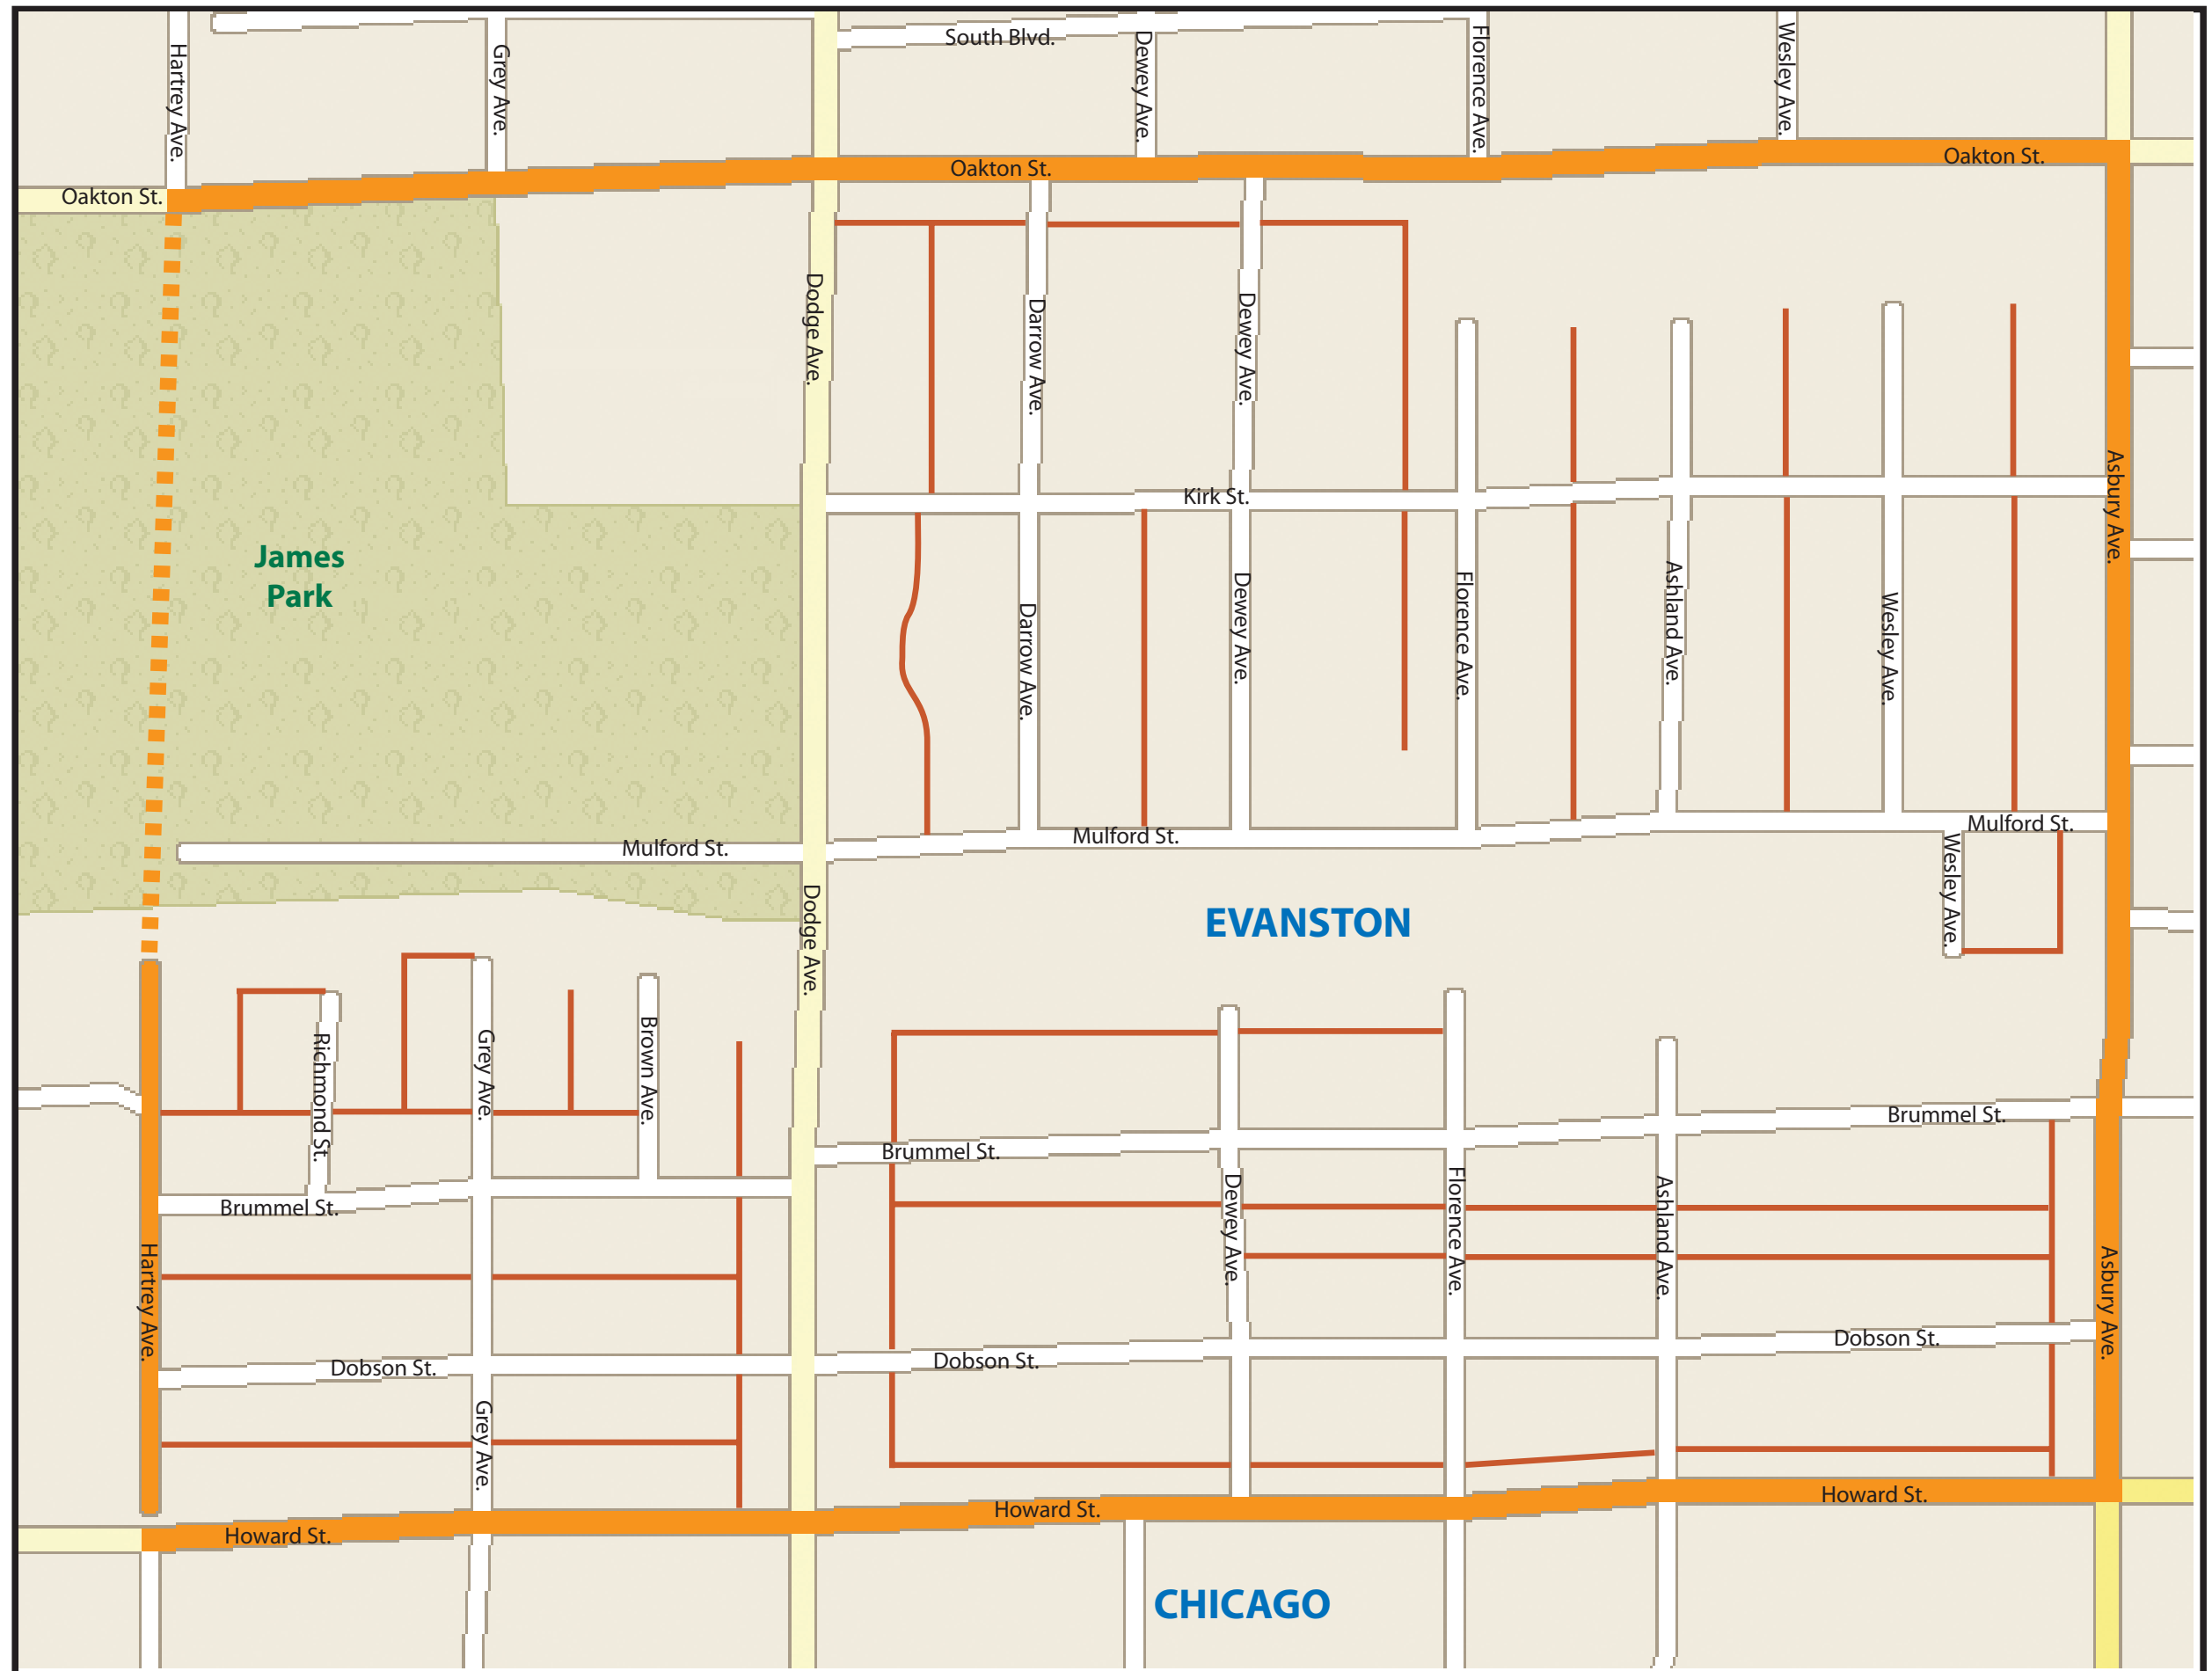 South Blvd.
Hartrey Ave.
Grey Ave.
Dewey Ave.
Florence Ave.
Wesley Ave.
Oakton St.
Oakton St.
Oakton St.
Dodge Ave.
Darrow Ave.
Dewey Ave.
Kirk St.
Asbury Ave.
James
Park
Darrow Ave.
Dewey Ave.
Florence Ave.
Ashland Ave.
Wesley Ave.
Mulford St.
Mulford St.
Mulford St.
Dodge Ave.
EVANSTON
Wesley Ave.
Richmond St.
Grey Ave.
Brown Ave.
Brummel St.
Brummel St.
Brummel St.
Hartrey Ave.
Dewey Ave.
Florence Ave.
Ashland Ave.
Asbury Ave.
Dobson St.
Dobson St.
Dobson St.
Grey Ave.
Howard St.
Howard St.
Howard St.
CHICAGO